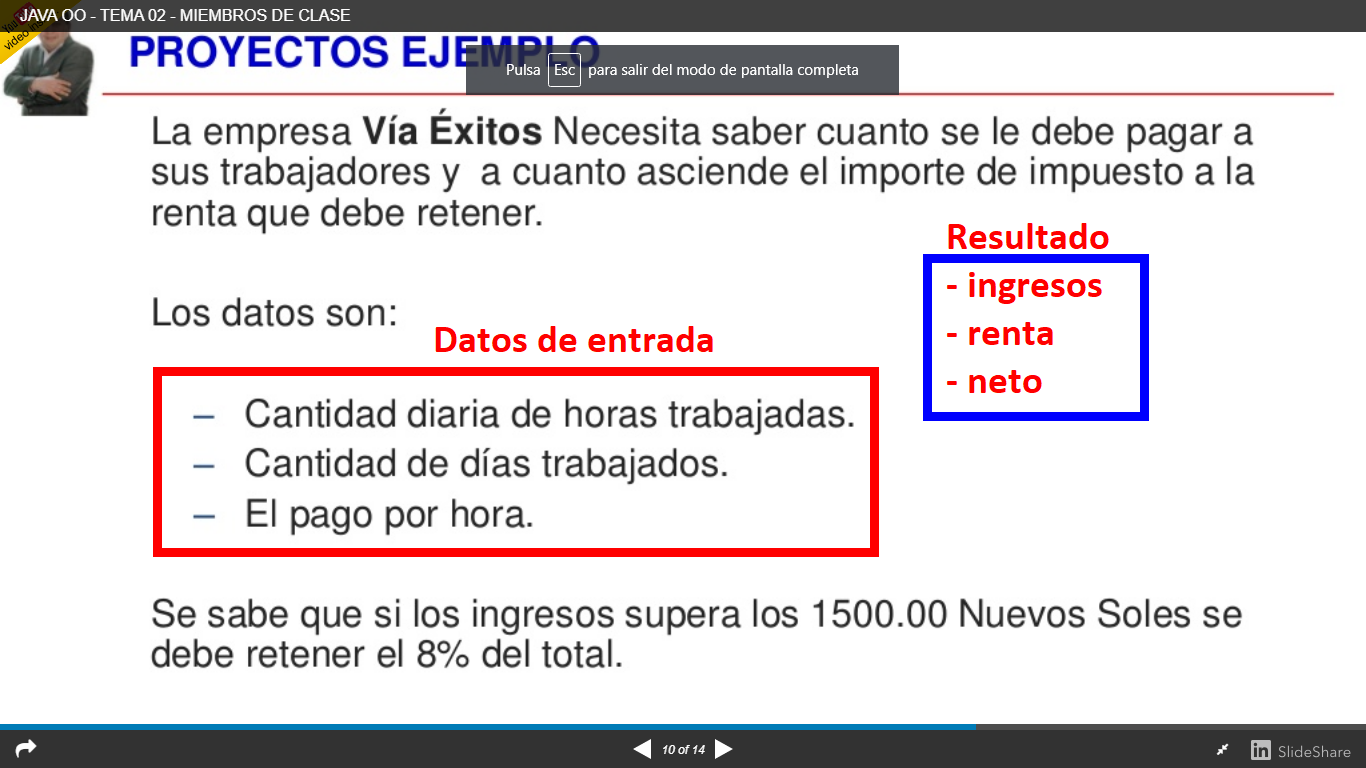 JAVA OO - TEMA 02 - MIEMBROS DE CLASE
PROYECTOS EJEMPLO
Pulsa Esc para salir del modo de pantalla completa
La empresa Vía Éxitos Necesita saber cuanto se le debe pagar a
sus trabajadores y a cuanto asciende el importe de impuesto a la
renta que debe retener.
Resultado
- ingresos
- renta
- neto
Los datos son:
Datos de entrada
– Cantidad diaria de horas trabajadas.
– Cantidad de días trabajados.
– El pago por hora.
Se sabe que si los ingresos supera los 1500.00 Nuevos Soles se
debe retener el 8% del total.
10 of 14
in SlideShare